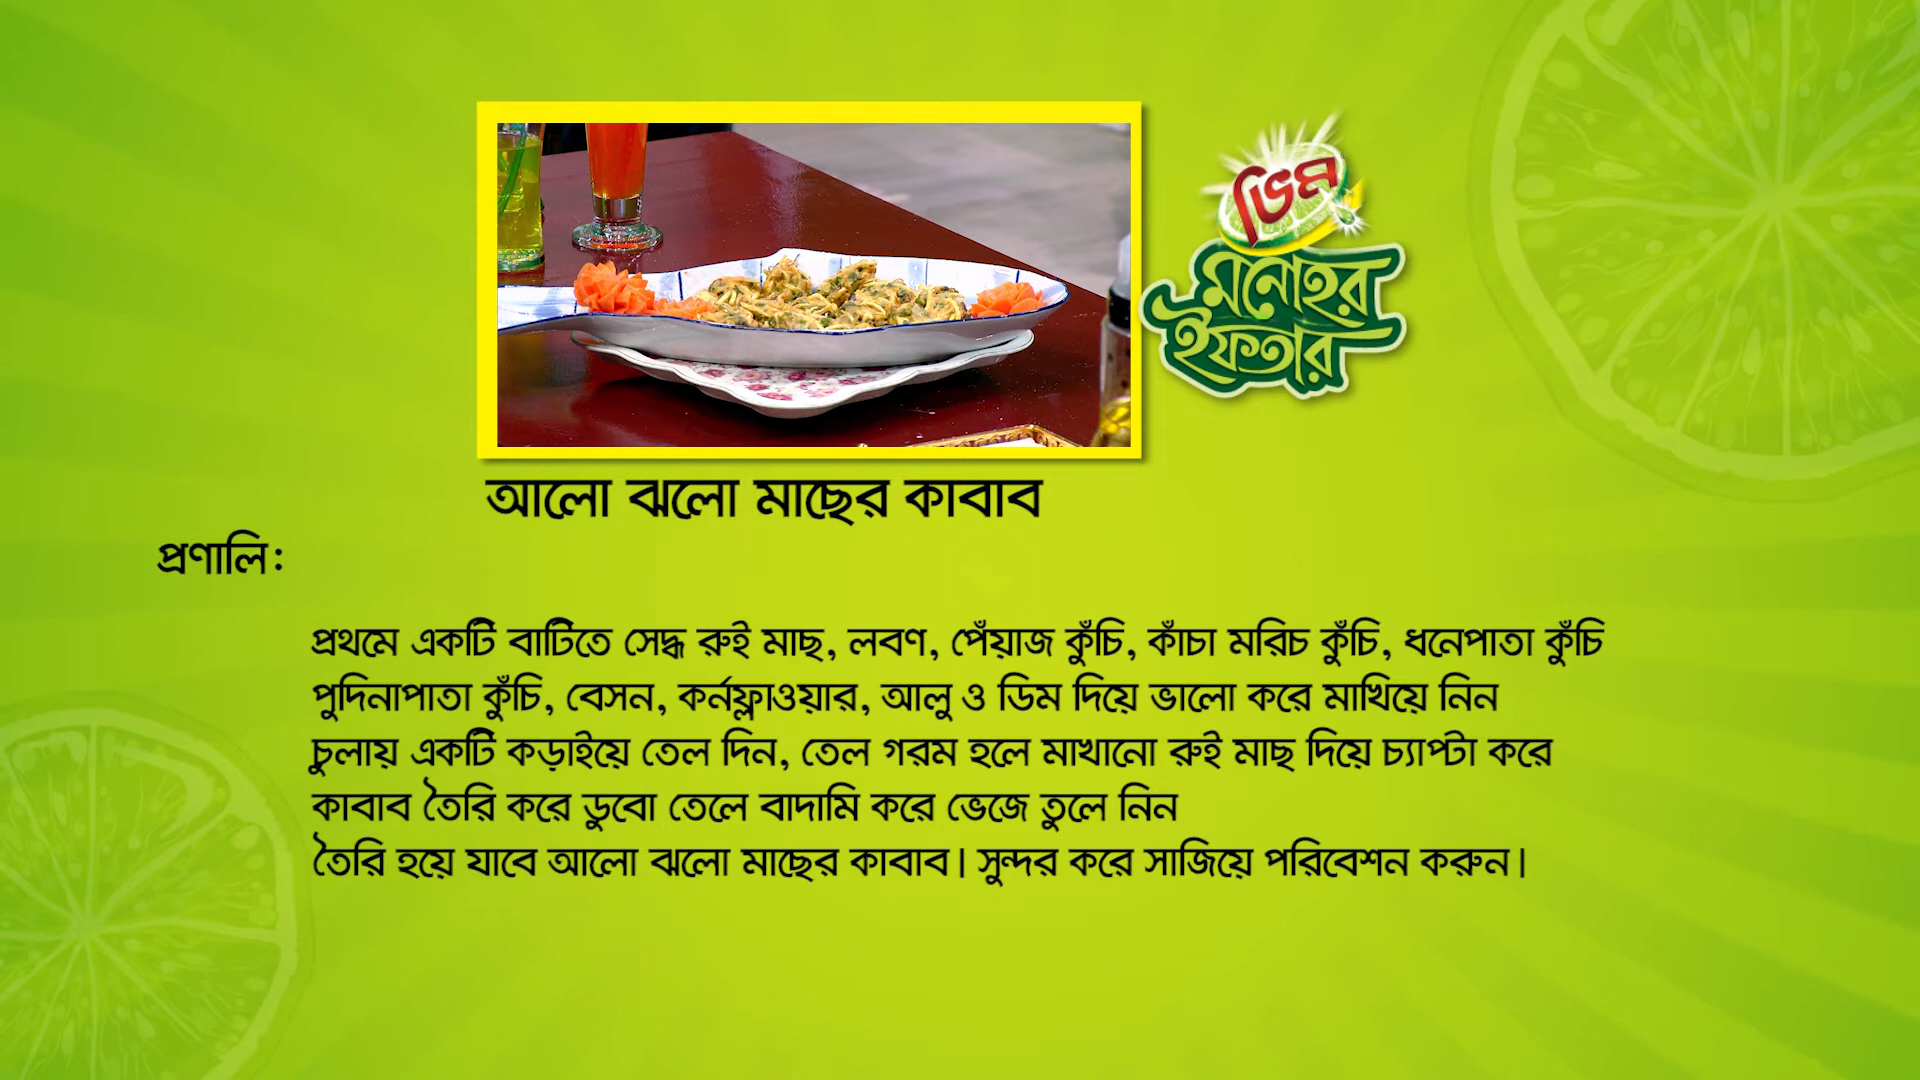 ভিম
মনোহর
ইফতার
আলো ঝলো মাছের কাবাব
প্রণালি:
প্রথমে একটি বাটিতে সেদ্ধ রুই মাছ, লবণ, পেঁয়াজ কুঁচি, কাঁচা মরিচ কুঁচি, ধনেপাতা কুঁচি
পুদিনাপাতা কুঁচি, বেসন, কর্নফ্লাওয়ার, আলু ও ডিম দিয়ে ভালো করে মাখিয়ে নিন
চুলায় একটি কড়াইয়ে তেল দিন, তেল গরম হলে মাখানো রুই মাছ দিয়ে চ্যাপ্টা করে
কাবাব তৈরি করে ডুবো তেলে বাদামি করে ভেজে তুলে নিন
তৈরি হয়ে যাবে আলো ঝলো মাছের কাবাব। সুন্দর করে সাজিয়ে পরিবেশন করুন।